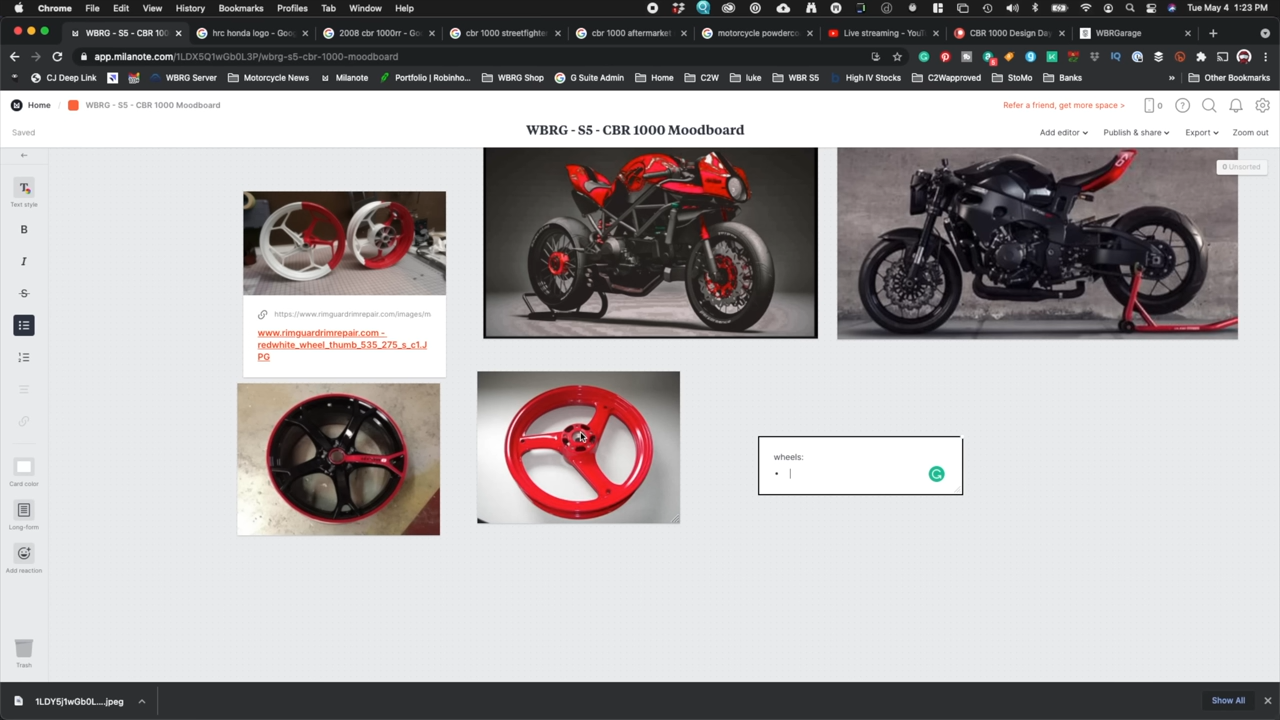 Chrome File Edit View History Bookmarks Profiles Tab Window Help
Tue May 4 1:23 PM
WBRG - S5 - CBR 100
hrc honda logo - Goo
2008 cbr 1000rr - Go
cbr 1000 streetfighte
cbr 1000 aftermarke
motorcycle powderco
Live streaming - YouT
CBR 1000 Design Day
WBRGarage
app.milanote.com/1LDX5Q1wGb0L3P/wbrg-s5-cbr-1000-moodboard
CJ Deep Link
WBRG Server
Motorcycle News
Milanote
Portfolio | Robinho...
WBRG Shop
G Suite Admin
Home
C2W
luke
WBR S5
High IV Stocks
C2Wapproved
StoMo
Banks
»
Other Bookmarks
Home / WBRG - S5 - CBR 1000 Moodboard
Refer a friend, get more space >
0
Saved
WBRG - S5 - CBR 1000 Moodboard
Add editor
Publish & share
Export
Zoom out
0 Unsorted
Text style
B
I
S
Card color
Long-form
Add reaction
Trash
https://www.rimguardrimrepair.com/images/m
www.rimguardrimrepair.com -
redwhite_wheel_thumb_535_275_s_c1.J
PG
wheels:
•
1LDY5j1wGb0L....jpeg
Show All